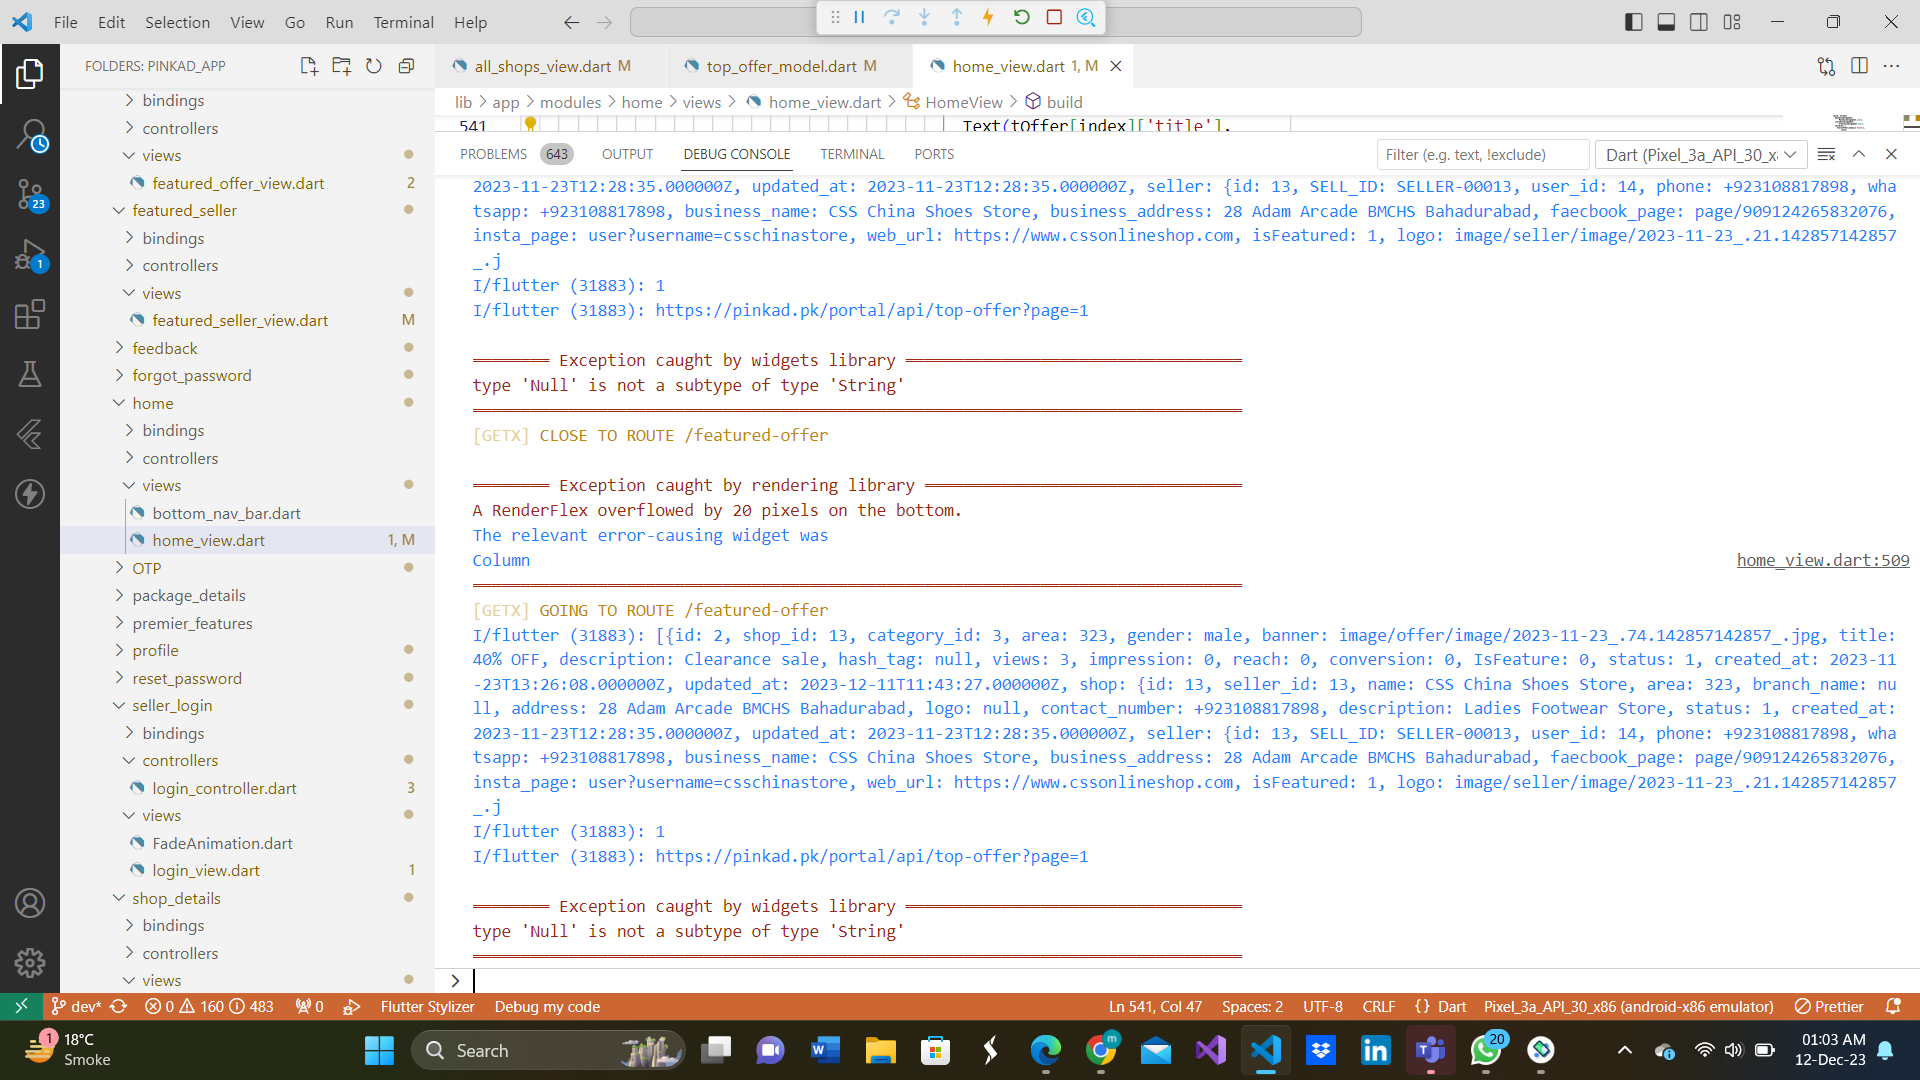 File Edit Selection View Go Run Terminal Help
FOLDERS: PINKAD_APP
all_shops_view.dart M
top_offer_model.dart M
home_view.dart 1, M
lib > app > modules > home > views > home_view.dart > HomeView > build
541 Text(tOffer[index]['title'].
PROBLEMS 643 OUTPUT DEBUG CONSOLE TERMINAL PORTS
Filter (e.g. text, !exclude)
Dart (Pixel_3a_API_30_x
bindings
controllers
views
featured_offer_view.dart 2
featured_seller
bindings
controllers
views
featured_seller_view.dart M
feedback
forgot_password
home
bindings
controllers
views
bottom_nav_bar.dart
home_view.dart 1, M
OTP
package_details
premier_features
profile
reset_password
seller_login
bindings
controllers
login_controller.dart 3
views
FadeAnimation.dart
login_view.dart 1
shop_details
bindings
controllers
views
23
1
2023-11-23T12:28:35.000000Z, updated_at: 2023-11-23T12:28:35.000000Z, seller: {id: 13, SELL_ID: SELLER-00013, user_id: 14, phone: +923108817898, wha
tsapp: +923108817898, business_name: CSS China Shoes Store, business_address: 28 Adam Arcade BMCHS Bahadurabad, faecbook_page: page/909124265832076,
insta_page: user?username=csschinastore, web_url: https://www.cssonlineshop.com, isFeatured: 1, logo: image/seller/image/2023-11-23_.21.142857142857
_.j
I/flutter (31883): 1
I/flutter (31883): https://pinkad.pk/portal/api/top-offer?page=1
════════ Exception caught by widgets library ═══════════════════════════════════
type 'Null' is not a subtype of type 'String'
════════════════════════════════════════════════════════════════════════════════
[GETX] CLOSE TO ROUTE /featured-offer
════════ Exception caught by rendering library ═════════════════════════════════
A RenderFlex overflowed by 20 pixels on the bottom.
The relevant error-causing widget was
Column home_view.dart:509
════════════════════════════════════════════════════════════════════════════════
[GETX] GOING TO ROUTE /featured-offer
I/flutter (31883): [{id: 2, shop_id: 13, category_id: 3, area: 323, gender: male, banner: image/offer/image/2023-11-23_.74.142857142857_.jpg, title:
40% OFF, description: Clearance sale, hash_tag: null, views: 3, impression: 0, reach: 0, conversion: 0, IsFeature: 0, status: 1, created_at: 2023-11
-23T13:26:08.000000Z, updated_at: 2023-12-11T11:43:27.000000Z, shop: {id: 13, seller_id: 13, name: CSS China Shoes Store, area: 323, branch_name: nu
ll, address: 28 Adam Arcade BMCHS Bahadurabad, logo: null, contact_number: +923108817898, description: Ladies Footwear Store, status: 1, created_at:
2023-11-23T12:28:35.000000Z, updated_at: 2023-11-23T12:28:35.000000Z, seller: {id: 13, SELL_ID: SELLER-00013, user_id: 14, phone: +923108817898, wha
tsapp: +923108817898, business_name: CSS China Shoes Store, business_address: 28 Adam Arcade BMCHS Bahadurabad, faecbook_page: page/909124265832076,
insta_page: user?username=csschinastore, web_url: https://www.cssonlineshop.com, isFeatured: 1, logo: image/seller/image/2023-11-23_.21.142857142857
_.j
I/flutter (31883): 1
I/flutter (31883): https://pinkad.pk/portal/api/top-offer?page=1
════════ Exception caught by widgets library ═══════════════════════════════════
type 'Null' is not a subtype of type 'String'
════════════════════════════════════════════════════════════════════════════════
dev* 0 160 483 0 Flutter Stylizer Debug my code Ln 541, Col 47 Spaces: 2 UTF-8 CRLF {} Dart Pixel_3a_API_30_x86 (android-x86 emulator) Prettier
1 18°C
Smoke
Search
20
01:03 AM
12-Dec-23